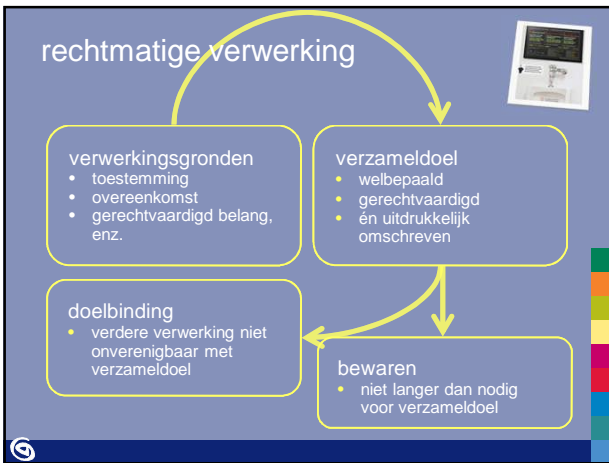 rechtmatige verwerking
verwerkingsgronden
• toestemming
• overeenkomst
• gerechtvaardigd belang,
enz.
verzameldoel
• welbepaald
• gerechtvaardigd
• én uitdrukkelijk
omschreven
doelbinding
• verdere verwerking niet
onverenigbaar met
verzameldoel
bewaren
• niet langer dan nodig
voor verzameldoel